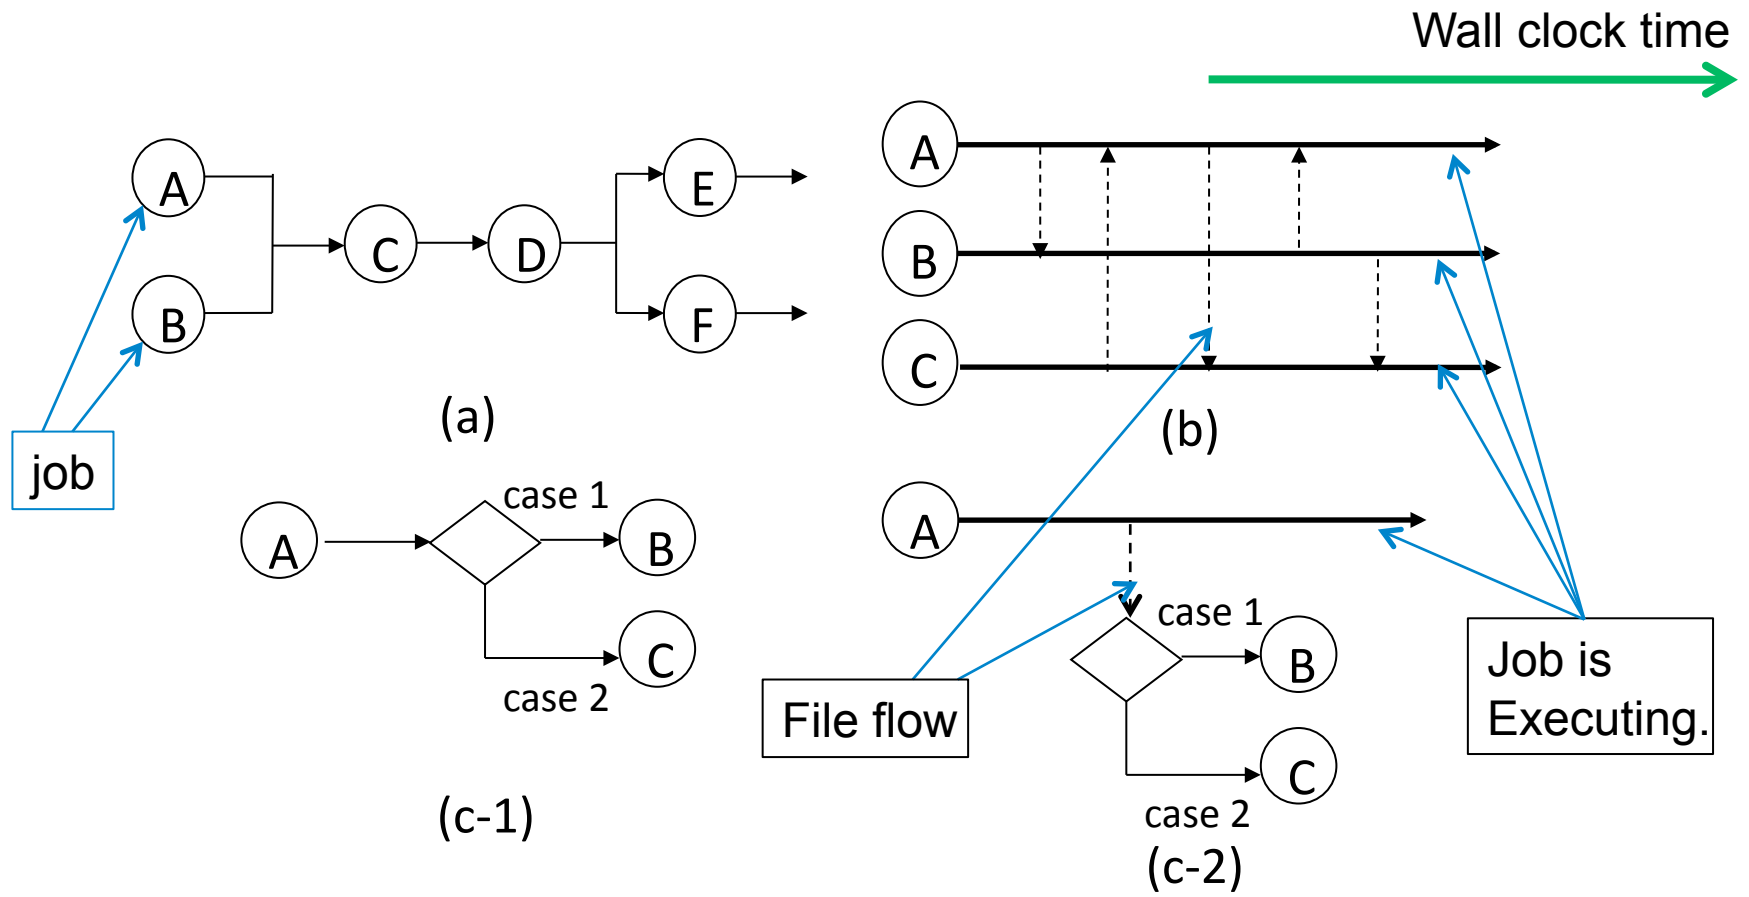 Wall clock time
A
B
C
D
E
F
job
(a)
A
B
C
(b)
A
case 1
B
C
case 2
(c-1)
A
case 1
B
C
case 2
(c-2)
File flow
Job is
Executing.